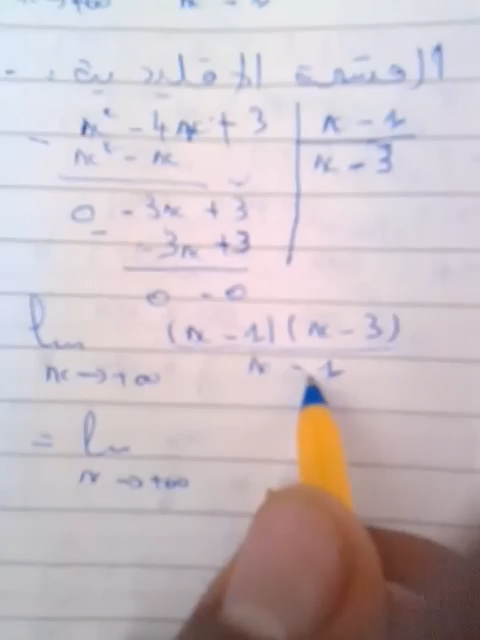 القسمة الإقليدية
x² - 4x + 3 | x - 1
x² - x | x - 3
0 - 3x + 3
- 3x + 3
0 - 0
lim (x - 1)(x - 3)
x → +∞ x - 1
= lim
x → +∞